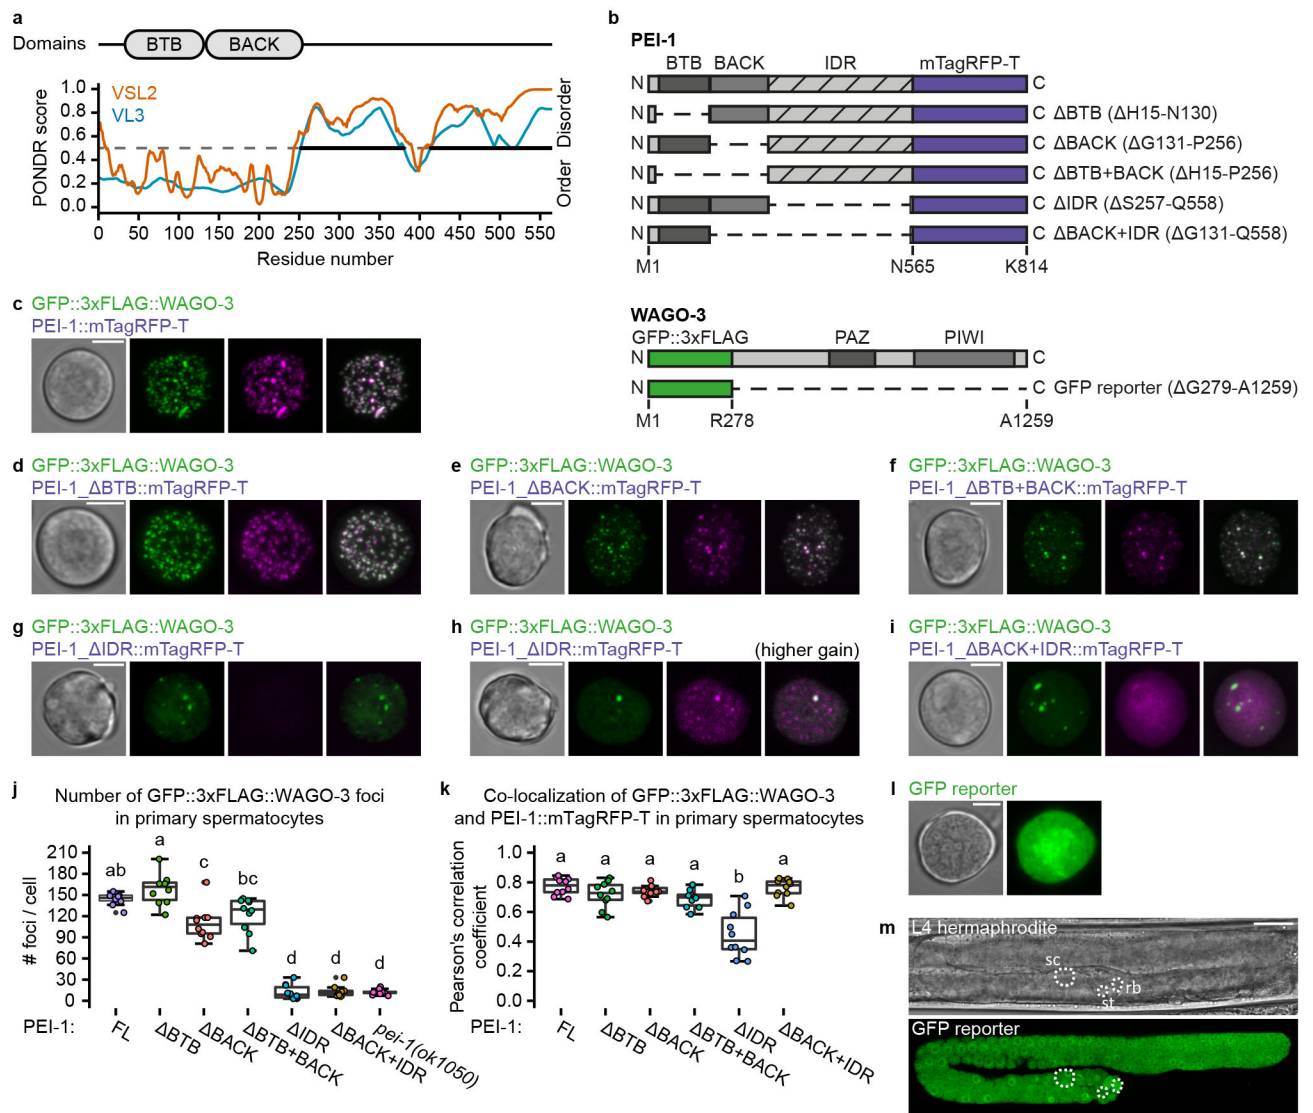 a
Domains
BTB
BACK
PONDR score
1.0
0.8
0.6
0.4
0.2
0.0
VSL2
VL3
Disorder
Order
0 50 100 150 200 250 300 350 400 450 500 550
Residue number
b
PEI-1
BTB BACK IDR mTagRFP-T
N C
N C ΔBTB (ΔH15-N130)
N C ΔBACK (ΔG131-P256)
N C ΔBTB+BACK (ΔH15-P256)
N C ΔIDR (ΔS257-Q558)
N C ΔBACK+IDR (ΔG131-Q558)
M1 N565 K814
WAGO-3
GFP::3xFLAG PAZ PIWI
N C
N C GFP reporter (ΔG279-A1259)
M1 R278 A1259
c GFP::3xFLAG::WAGO-3
PEI-1::mTagRFP-T
d GFP::3xFLAG::WAGO-3
PEI-1_ΔBTB::mTagRFP-T
e GFP::3xFLAG::WAGO-3
PEI-1_ΔBACK::mTagRFP-T
f GFP::3xFLAG::WAGO-3
PEI-1_ΔBTB+BACK::mTagRFP-T
g GFP::3xFLAG::WAGO-3
PEI-1_ΔIDR::mTagRFP-T
h GFP::3xFLAG::WAGO-3
PEI-1_ΔIDR::mTagRFP-T (higher gain)
i GFP::3xFLAG::WAGO-3
PEI-1_ΔBACK+IDR::mTagRFP-T
j Number of GFP::3xFLAG::WAGO-3 foci
in primary spermatocytes
# foci / cell
210
180
150
120
90
60
30
0
ab a c bc d d d
PEI-1: FL ΔBTB ΔBACK ΔBTB+BACK ΔIDR ΔBACK+IDR pei-1(ok1050)
k Co-localization of GFP::3xFLAG::WAGO-3
and PEI-1::mTagRFP-T in primary spermatocytes
Pearson's correlation
coefficient
1.0
0.8
0.6
0.4
0.2
0.0
a a a a b a
PEI-1: FL ΔBTB ΔBACK ΔBTB+BACK ΔIDR ΔBACK+IDR
l GFP reporter
m L4 hermaphrodite
sc
rb
st
GFP reporter